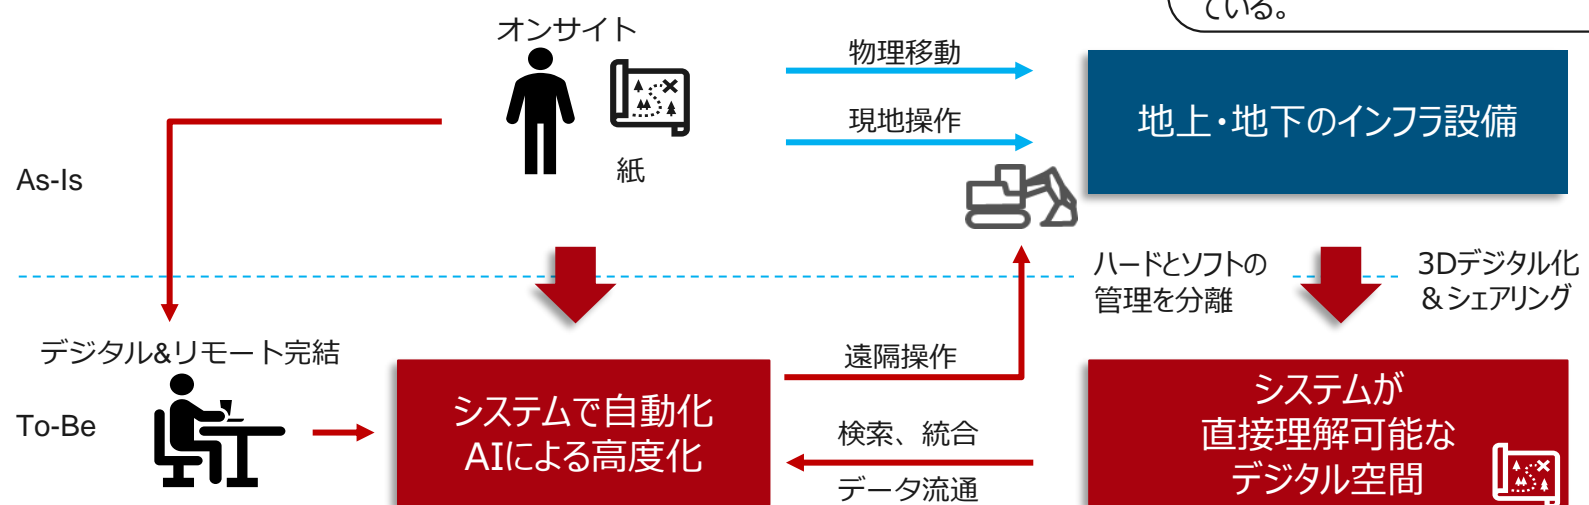 ている。
オンサイト
物理移動
現地操作
紙
地上・地下のインフラ設備
As-Is
ハードとソフトの
管理を分離
3Dデジタル化
＆シェアリング
デジタル&リモート完結
To-Be
システムで自動化
AIによる高度化
遠隔操作
検索、統合
データ流通
システムが
直接理解可能な
デジタル空間